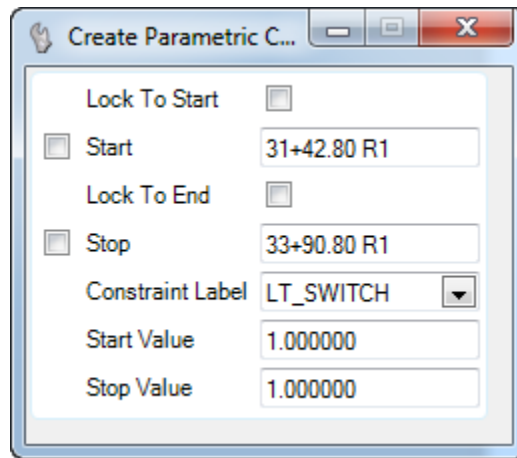 Create Parametric C...
Lock To Start
Start 31+42.80 R1
Lock To End
Stop 33+90.80 R1
Constraint Label LT_SWITCH
Start Value 1.000000
Stop Value 1.000000